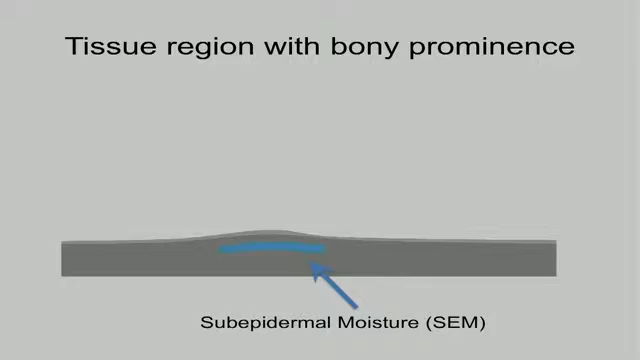 Tissue region with bony prominence
Subepidermal Moisture (SEM)